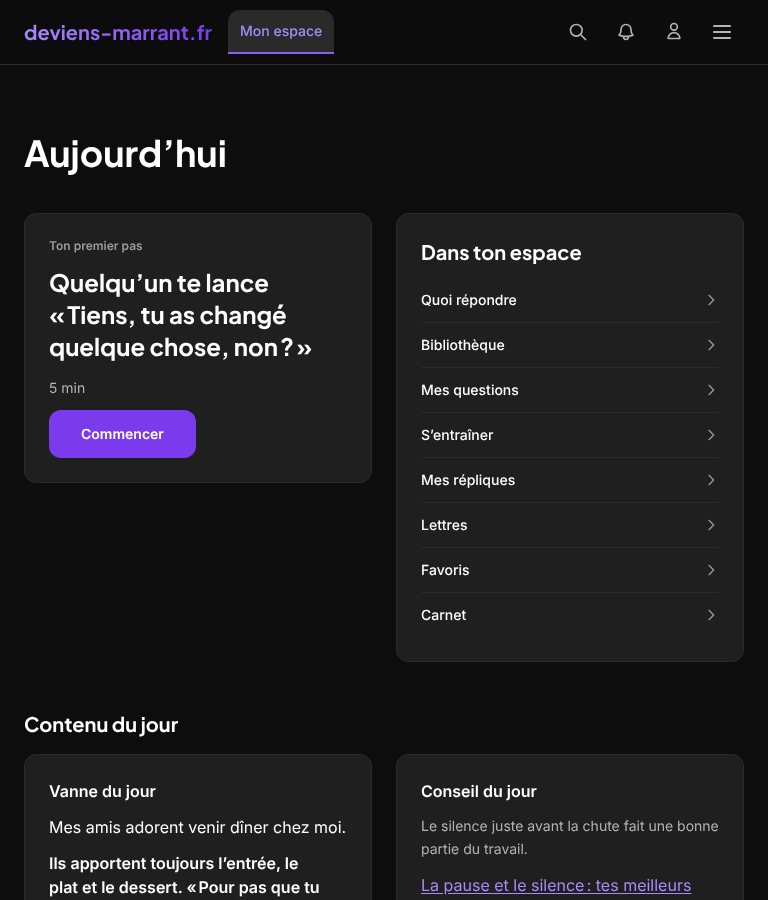 deviens-marrant.fr
Mon espace
Aujourd’hui
Ton premier pas
Quelqu’un te lance
« Tiens, tu as changé
quelque chose, non ? »
5 min
Commencer
Dans ton espace
Quoi répondre
Bibliothèque
Mes questions
S’entraîner
Mes répliques
Lettres
Favoris
Carnet
Contenu du jour
Vanne du jour
Mes amis adorent venir dîner chez moi.
Ils apportent toujours l’entrée, le
plat et le dessert. « Pour pas que tu
Conseil du jour
Le silence juste avant la chute fait une bonne
partie du travail.
La pause et le silence : tes meilleurs